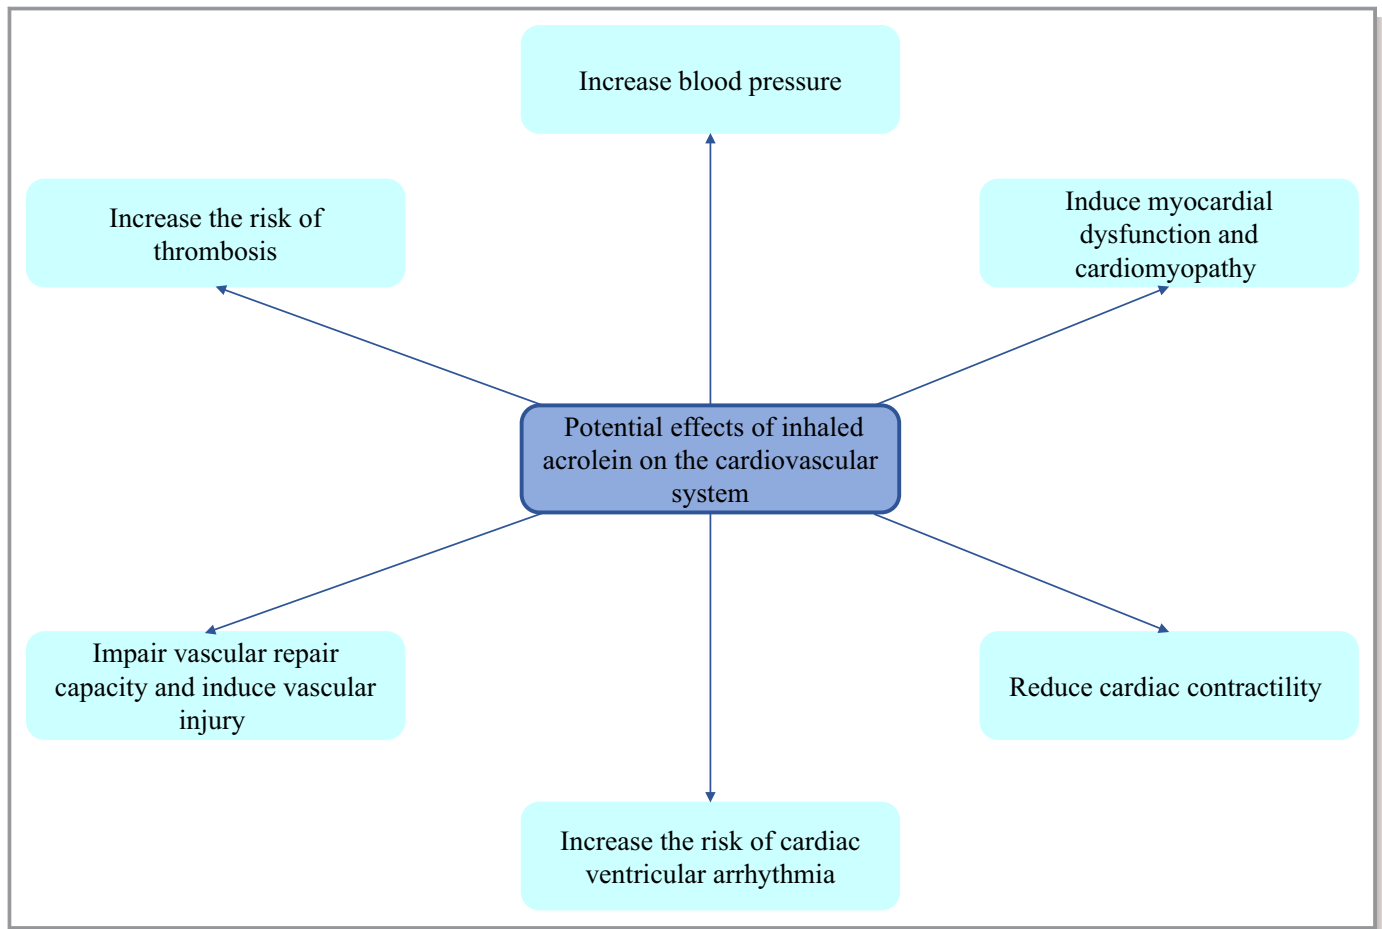 Increase blood pressure
Increase the risk of
thrombosis
Induce myocardial
dysfunction and
cardiomyopathy
Potential effects of inhaled
acrolein on the cardiovascular
system
Impair vascular repair
capacity and induce vascular
injury
Reduce cardiac contractility
Increase the risk of cardiac
ventricular arrhythmia